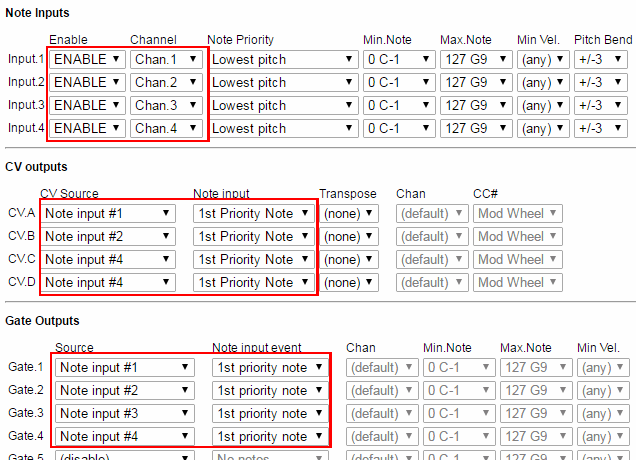 Note Inputs
Enable Channel Note Priority Min.Note Max.Note Min Vel. Pitch Bend
Input.1 ENABLE Chan.1 Lowest pitch 0 C-1 127 G9 (any) +/-3
Input.2 ENABLE Chan.2 Lowest pitch 0 C-1 127 G9 (any) +/-3
Input.3 ENABLE Chan.3 Lowest pitch 0 C-1 127 G9 (any) +/-3
Input.4 ENABLE Chan.4 Lowest pitch 0 C-1 127 G9 (any) +/-3
CV outputs
CV Source Note input Transpose Chan CC#
CV.A Note input #1 1st Priority Note (none) (default) Mod Wheel
CV.B Note input #2 1st Priority Note (none) (default) Mod Wheel
CV.C Note input #4 1st Priority Note (none) (default) Mod Wheel
CV.D Note input #4 1st Priority Note (none) (default) Mod Wheel
Gate Outputs
Source Note input event Chan Min.Note Max.Note Min Vel.
Gate.1 Note input #1 1st priority note (default) 0 C-1 127 G9 (any)
Gate.2 Note input #2 1st priority note (default) 0 C-1 127 G9 (any)
Gate.3 Note input #3 1st priority note (default) 0 C-1 127 G9 (any)
Gate.4 Note input #4 1st priority note (default) 0 C-1 127 G9 (any)
Gate.5 (disable) No notes (default) 0 C-1 127 G9 (any)